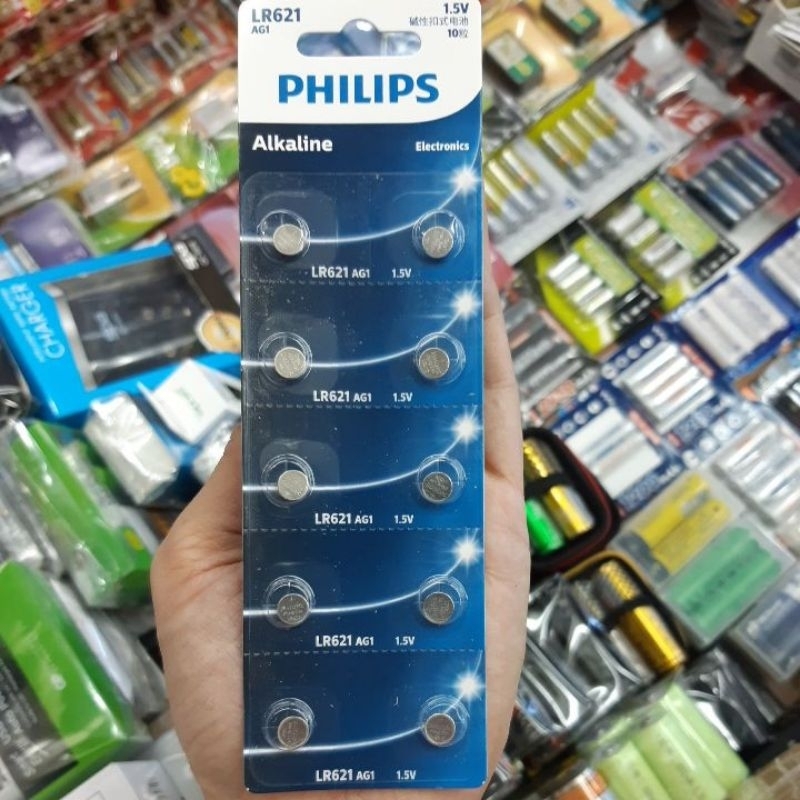 LR621
AG1
1.5V
碱性扣式电池
10粒
PHILIPS
Alkaline
Electronics
LR621 AG1 1.5V
LR621 AG1 1.5V
LR621 AG1 1.5V
LR621 AG1 1.5V
LR621 AG1 1.5V
CHARGER